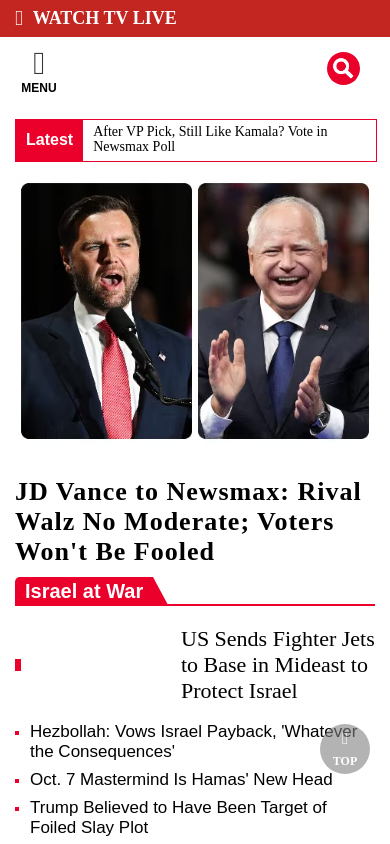 WATCH TV LIVE
MENU
Latest
After VP Pick, Still Like Kamala? Vote in
Newsmax Poll
JD Vance to Newsmax: Rival
Walz No Moderate; Voters
Won't Be Fooled
Israel at War
US Sends Fighter Jets
to Base in Mideast to
Protect Israel
Hezbollah: Vows Israel Payback, 'Whatever
the Consequences'
Oct. 7 Mastermind Is Hamas' New Head
Trump Believed to Have Been Target of
Foiled Slay Plot
TOP